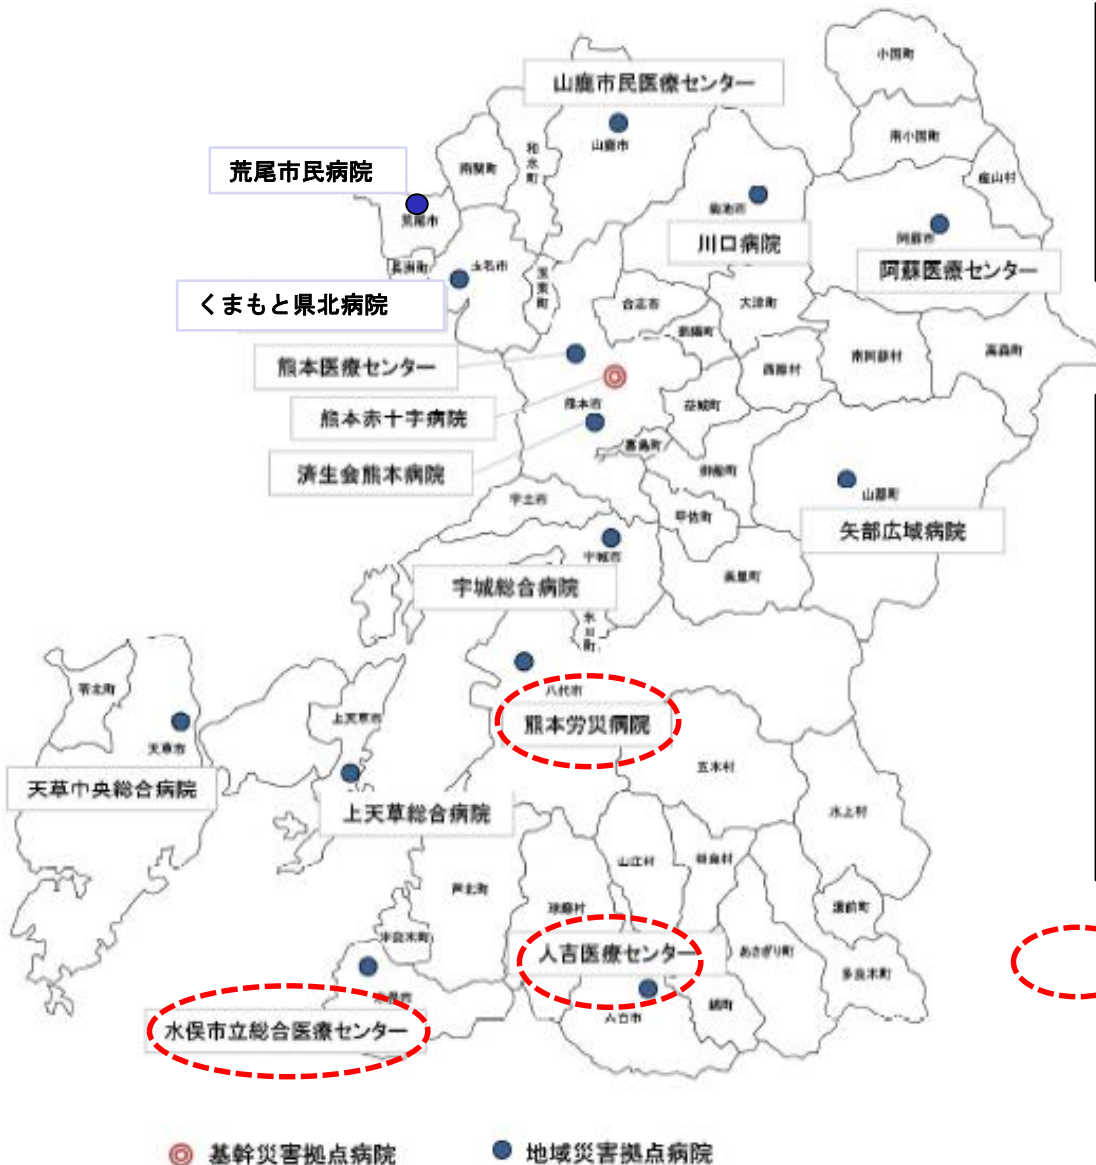 小国町
山鹿市民医療センター
南小国町
山鹿市
和水町
南関町
産山村
荒尾市民病院
菊池市
荒尾市
阿蘇市
川口病院
阿蘇医療センター
長洲町
玉名市
玉東町
くまもと県北病院
合志市
大津町
菊陽町
南阿蘇村
高森町
熊本医療センター
西原村
熊本市
益城町
熊本赤十字病院
嘉島町
済生会熊本病院
御船町
山都町
宇土市
甲佐町
矢部広域病院
宇城市
美里町
宇城総合病院
氷川町
八代市
苓北町
上天草市
熊本労災病院
天草市
五木村
天草中央総合病院
上天草総合病院
水上村
山江村
相良村
芦北町
球磨村
湯前町
津奈木町
人吉医療センター
あさぎり町
多良木町
水俣市
人吉市
錦町
水俣市立総合医療センター
基幹災害拠点病院
地域災害拠点病院